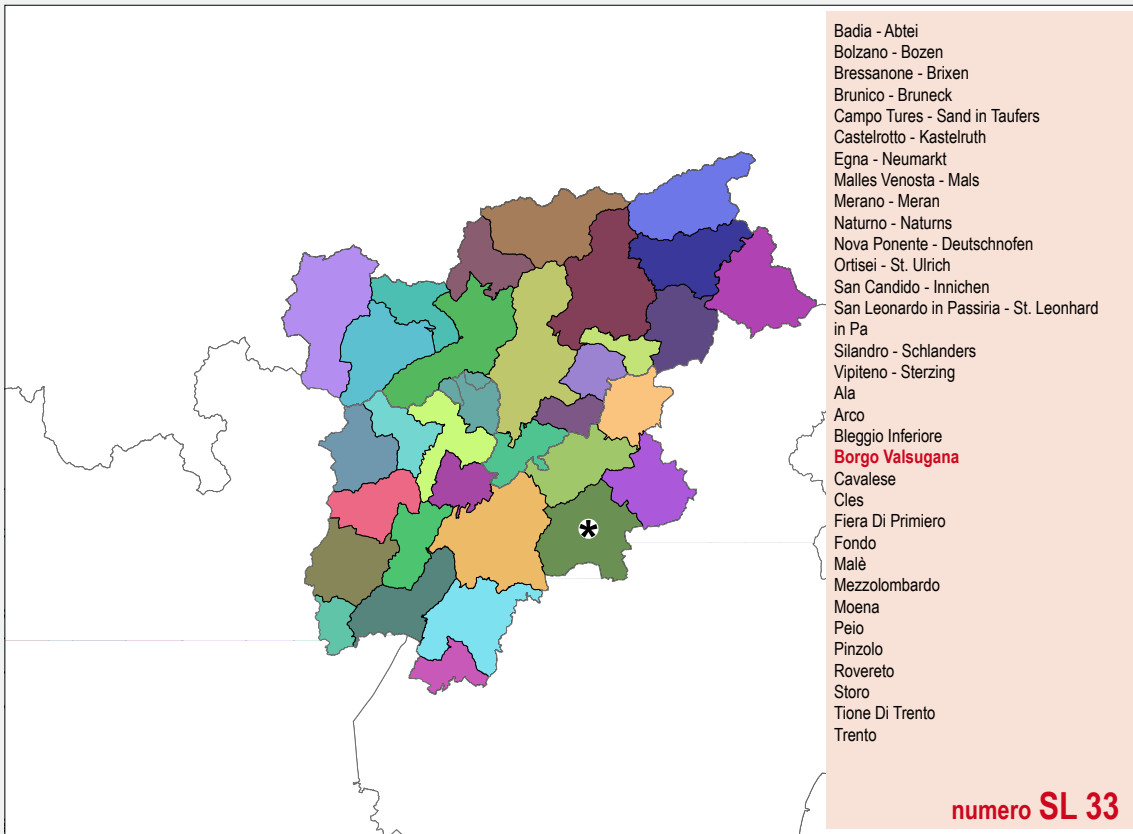 Badia - Abtei
Bolzano - Bozen
Bressanone - Brixen
Brunico - Bruneck
Campo Tures - Sand in Taufers
Castelrotto - Kastelruth
Egna - Neumarkt
Malles Venosta - Mals
Merano - Meran
Naturno - Naturns
Nova Ponente - Deutschnofen
Ortisei - St. Ulrich
San Candido - Innichen
San Leonardo in Passiria - St. Leonhard
in Pa
Silandro - Schlanders
Vipiteno - Sterzing
Ala
Arco
Bleggio Inferiore
Borgo Valsugana
Cavalese
Cles
Fiera Di Primiero
Fondo
Malè
Mezzolombardo
Moena
Peio
Pinzolo
Rovereto
Storo
Tione Di Trento
Trento
numero SL 33
*